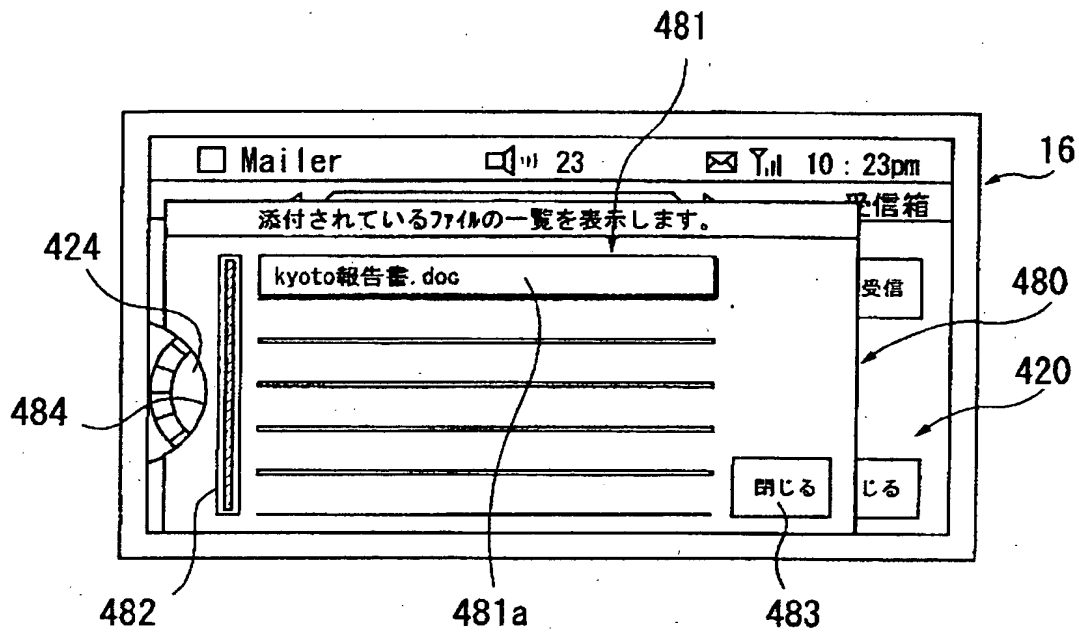 481
Mailer 23 10:23pm
16
受信箱
添付されているファイルの一覧を表示します。
424
kyoto報告書.doc
受信
480
420
484
閉じる
じる
482
481a
483